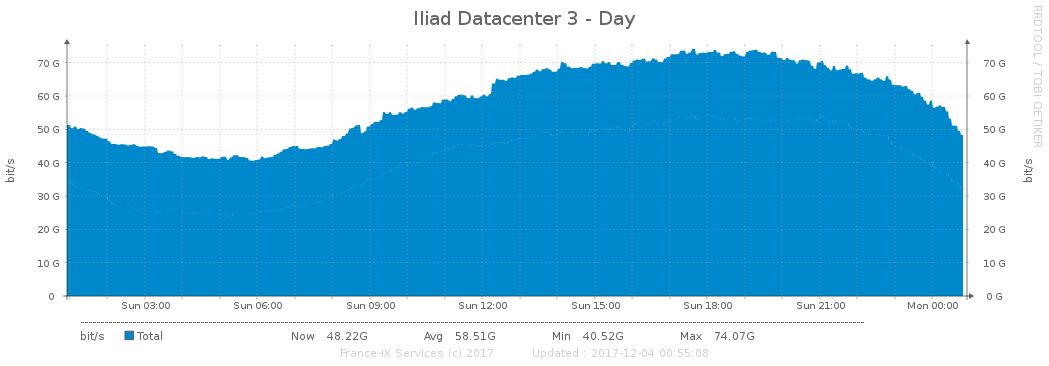 Iliad Datacenter 3 - Day
RRDTOOL / TOBI OETIKER
bit/s
bit/s
70 G
70 G
60 G
60 G
50 G
50 G
40 G
40 G
30 G
30 G
20 G
20 G
10 G
10 G
0
0 G
Sun 03:00 Sun 06:00 Sun 09:00 Sun 12:00 Sun 15:00 Sun 18:00 Sun 21:00 Mon 00:00
bit/s Total Now 48.22G Avg 58.51G Min 40.52G Max 74.07G
France-IX Services (c) 2017 Updated : 2017-12-04 00:55:08